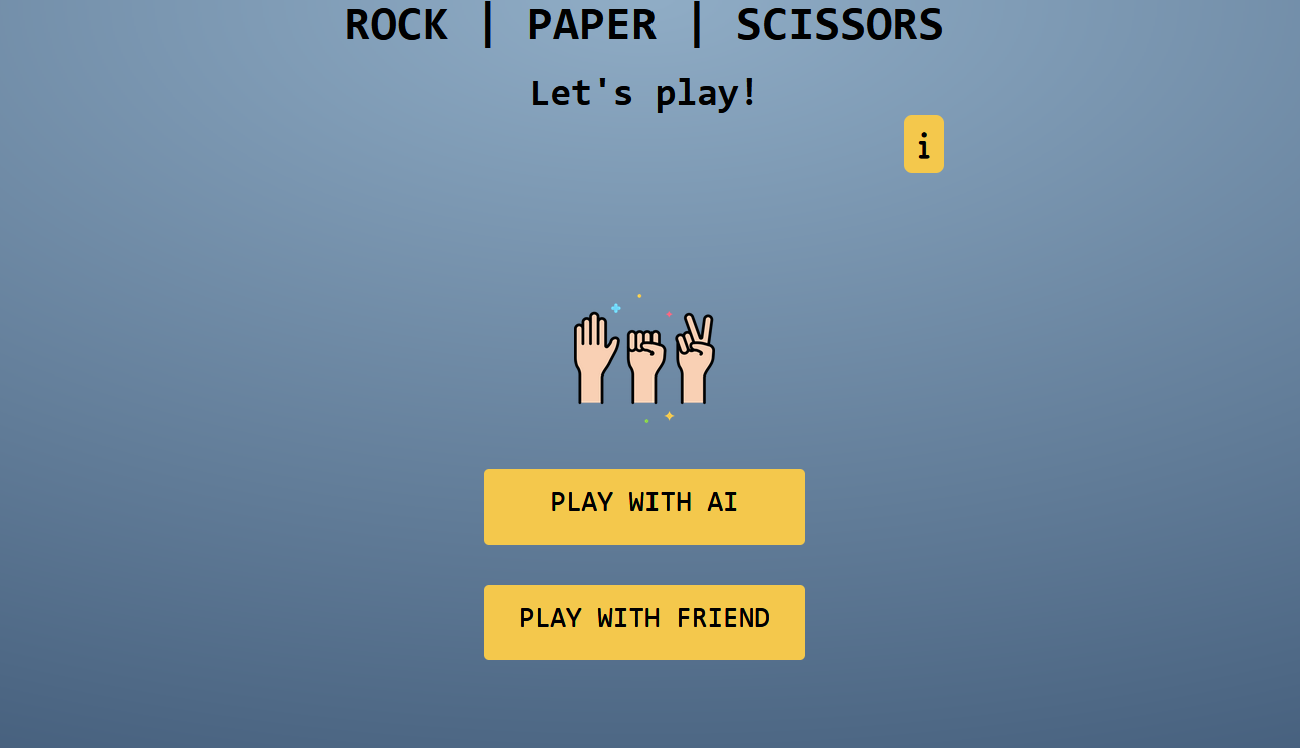 ROCK | PAPER | SCISSORS
Let's play!
i
PLAY WITH AI
PLAY WITH FRIEND